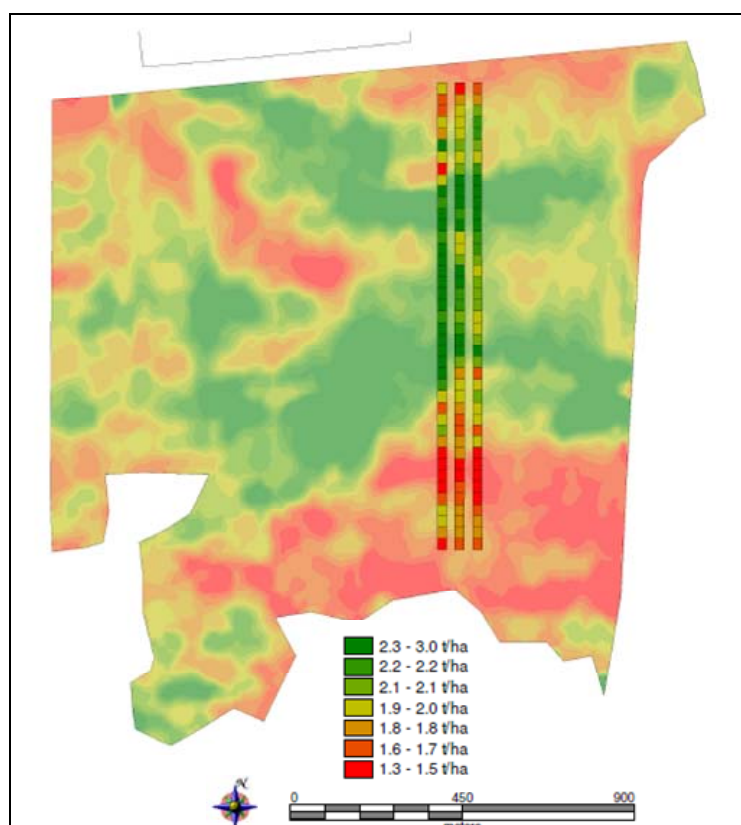 2.3 - 3.0 t/ha
2.2 - 2.2 t/ha
2.1 - 2.1 t/ha
1.9 - 2.0 t/ha
1.8 - 1.8 t/ha
1.6 - 1.7 t/ha
1.3 - 1.5 t/ha
N
0 450 900